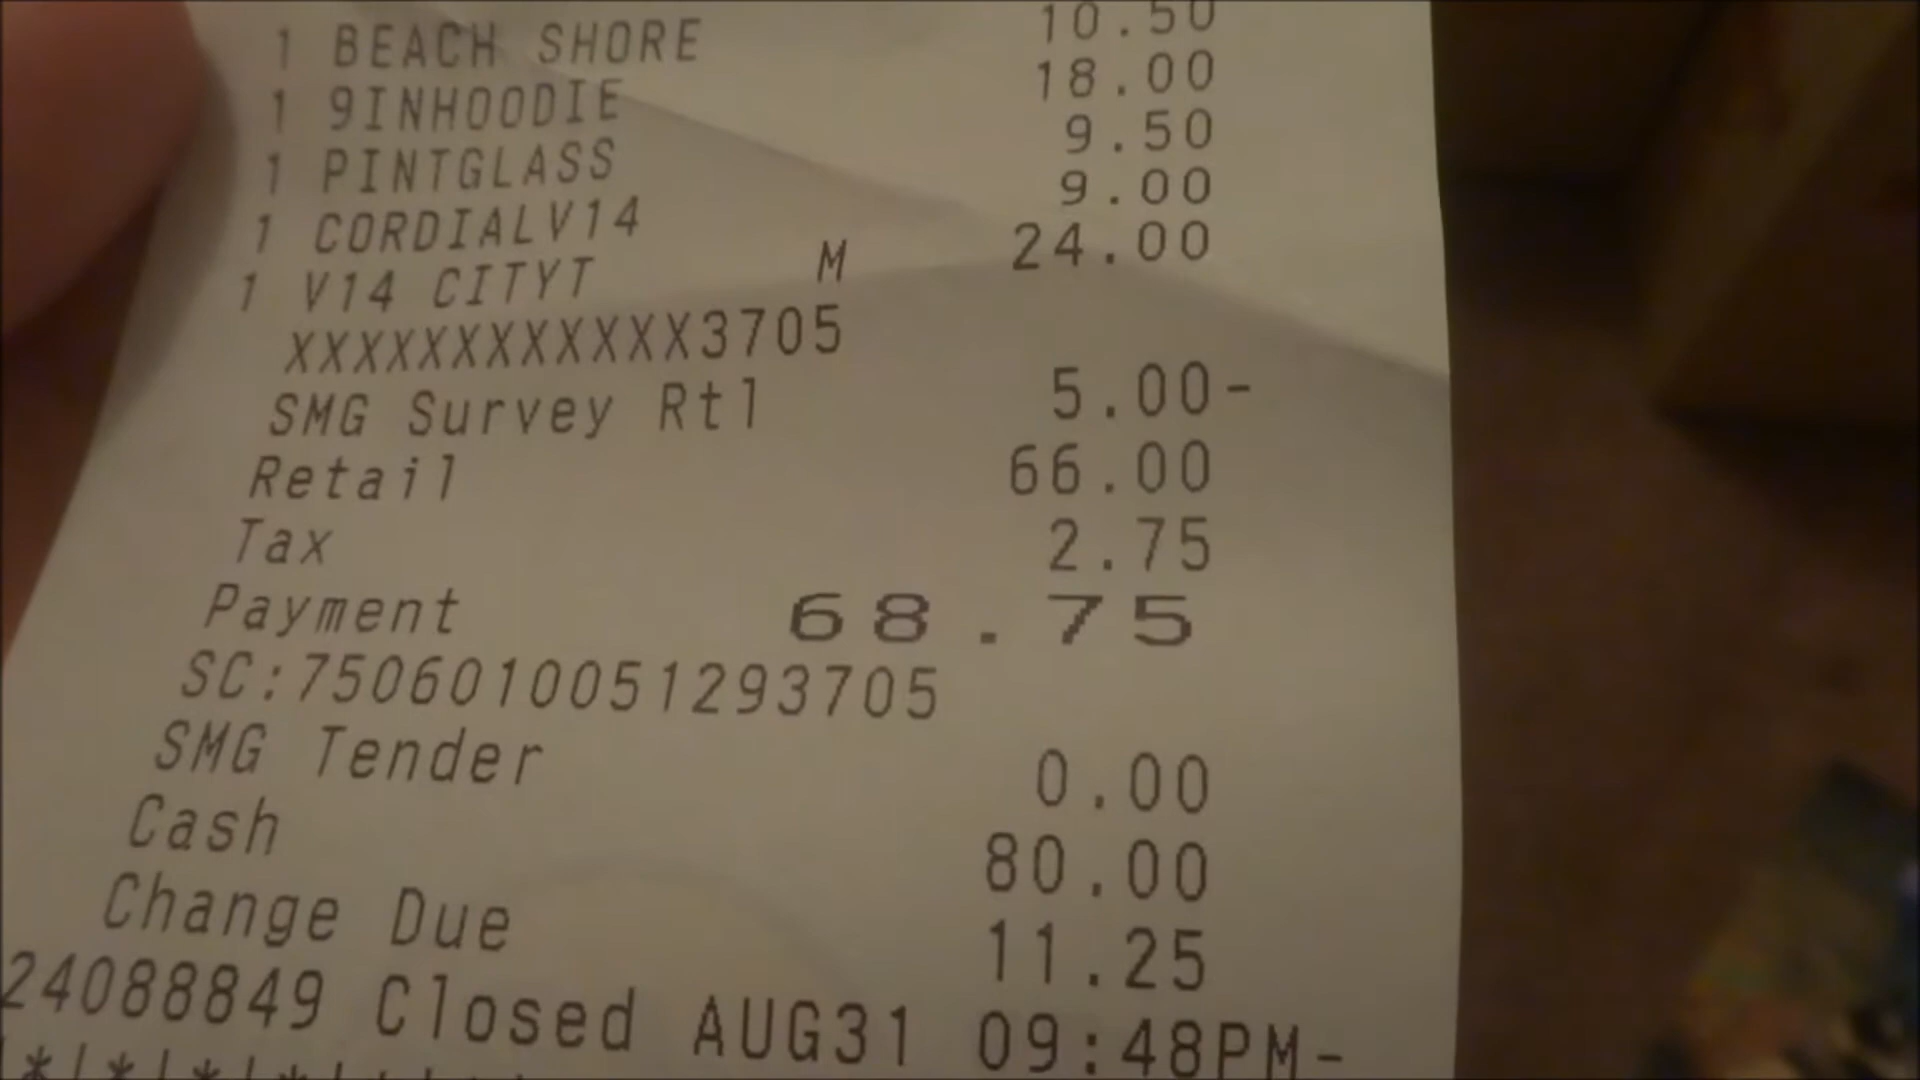 1 BEACH SHORE 10.50
1 9INHOODIE 18.00
1 PINTGLASS 9.50
1 CORDIALV14 9.00
1 V14 CITYT M 24.00
XXXXXXXXXXXX3705
SMG Survey Rtl 5.00-
Retail 66.00
Tax 2.75
Payment 68.75
SC:7506010051293705
SMG Tender 0.00
Cash 80.00
Change Due 11.25
24088849 Closed AUG31 09:48PM-